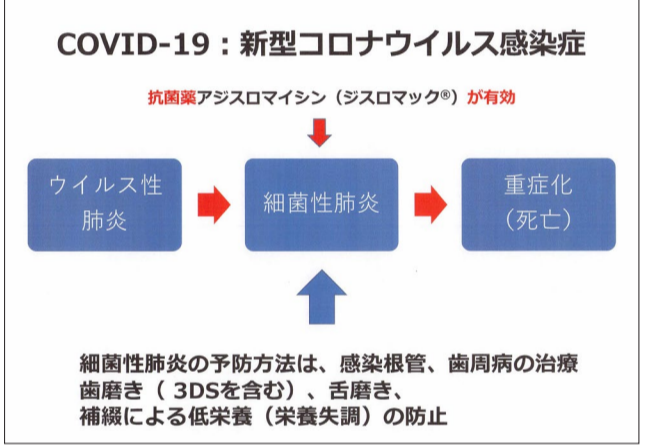 COVID-19：新型コロナウイルス感染症
抗菌薬アジスロマイシン（ジスロマック®）が有効
ウイルス性
肺炎
細菌性肺炎
重症化
（死亡）
細菌性肺炎の予防方法は、感染根管、歯周病の治療
歯磨き（ 3DSを含む）、舌磨き、
補綴による低栄養（栄養失調）の防止